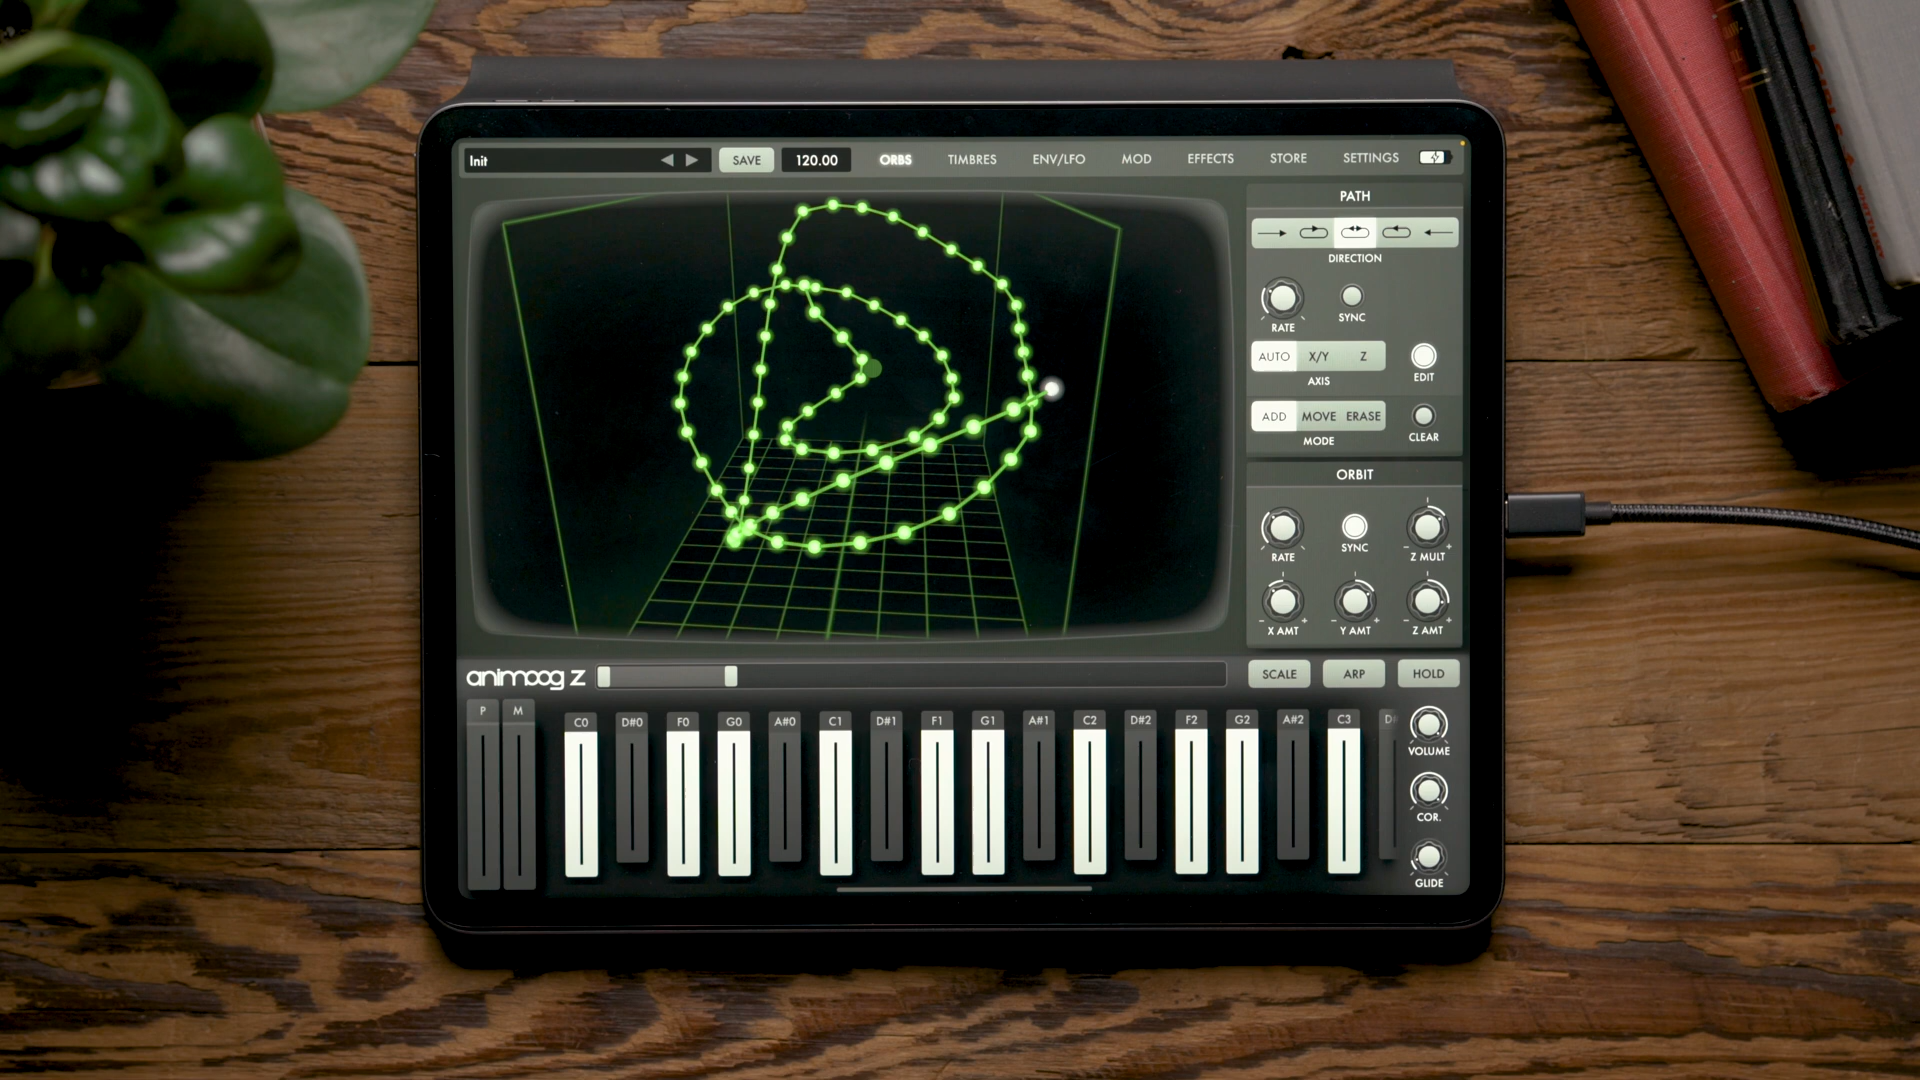 Init
SAVE
120.00
ORBS
TIMBRES
ENV/LFO
MOD
EFFECTS
STORE
SETTINGS
PATH
DIRECTION
RATE
SYNC
AUTO X/Y Z
AXIS
EDIT
ADD MOVE ERASE
MODE
CLEAR
ORBIT
RATE
SYNC
- Z MULT +
- X AMT +
- Y AMT +
- Z AMT +
animoog Z
SCALE
ARP
HOLD
P M
C0 D#0 F0 G0 A#0 C1 D#1 F1 G1 A#1 C2 D#2 F2 G2 A#2 C3
VOLUME
COR.
GLIDE